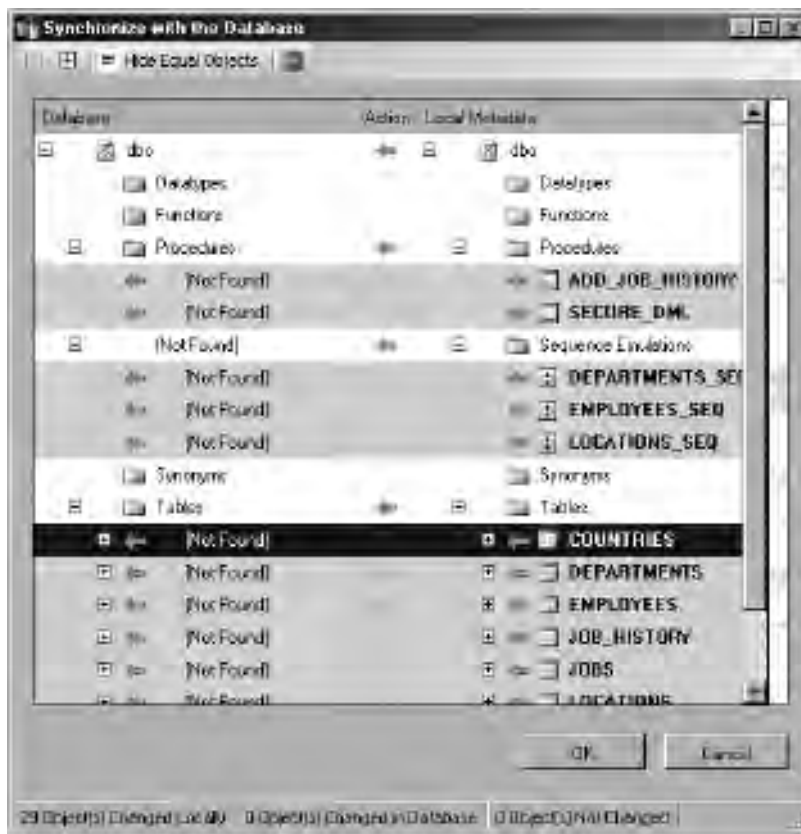 Synchronize with the Database
Hide Equal Objects
Database Action Local Metadata
dbo dbo
Datatypes Datatypes
Functions Functions
Procedures Procedures
(Not Found) ADD_JOB_HISTORY
(Not Found) SECURE_DML
(Not Found) Sequence Emulations
(Not Found) DEPARTMENTS_SEQ
(Not Found) EMPLOYEES_SEQ
(Not Found) LOCATIONS_SEQ
Synonyms Synonyms
Tables Tables
(Not Found) COUNTRIES
(Not Found) DEPARTMENTS
(Not Found) EMPLOYEES
(Not Found) JOB_HISTORY
(Not Found) JOBS
(Not Found) LOCATIONS
OK Cancel
Object(s) Changed Locally 0 Object(s) Changed in Database 0 Object(s) Not Changed